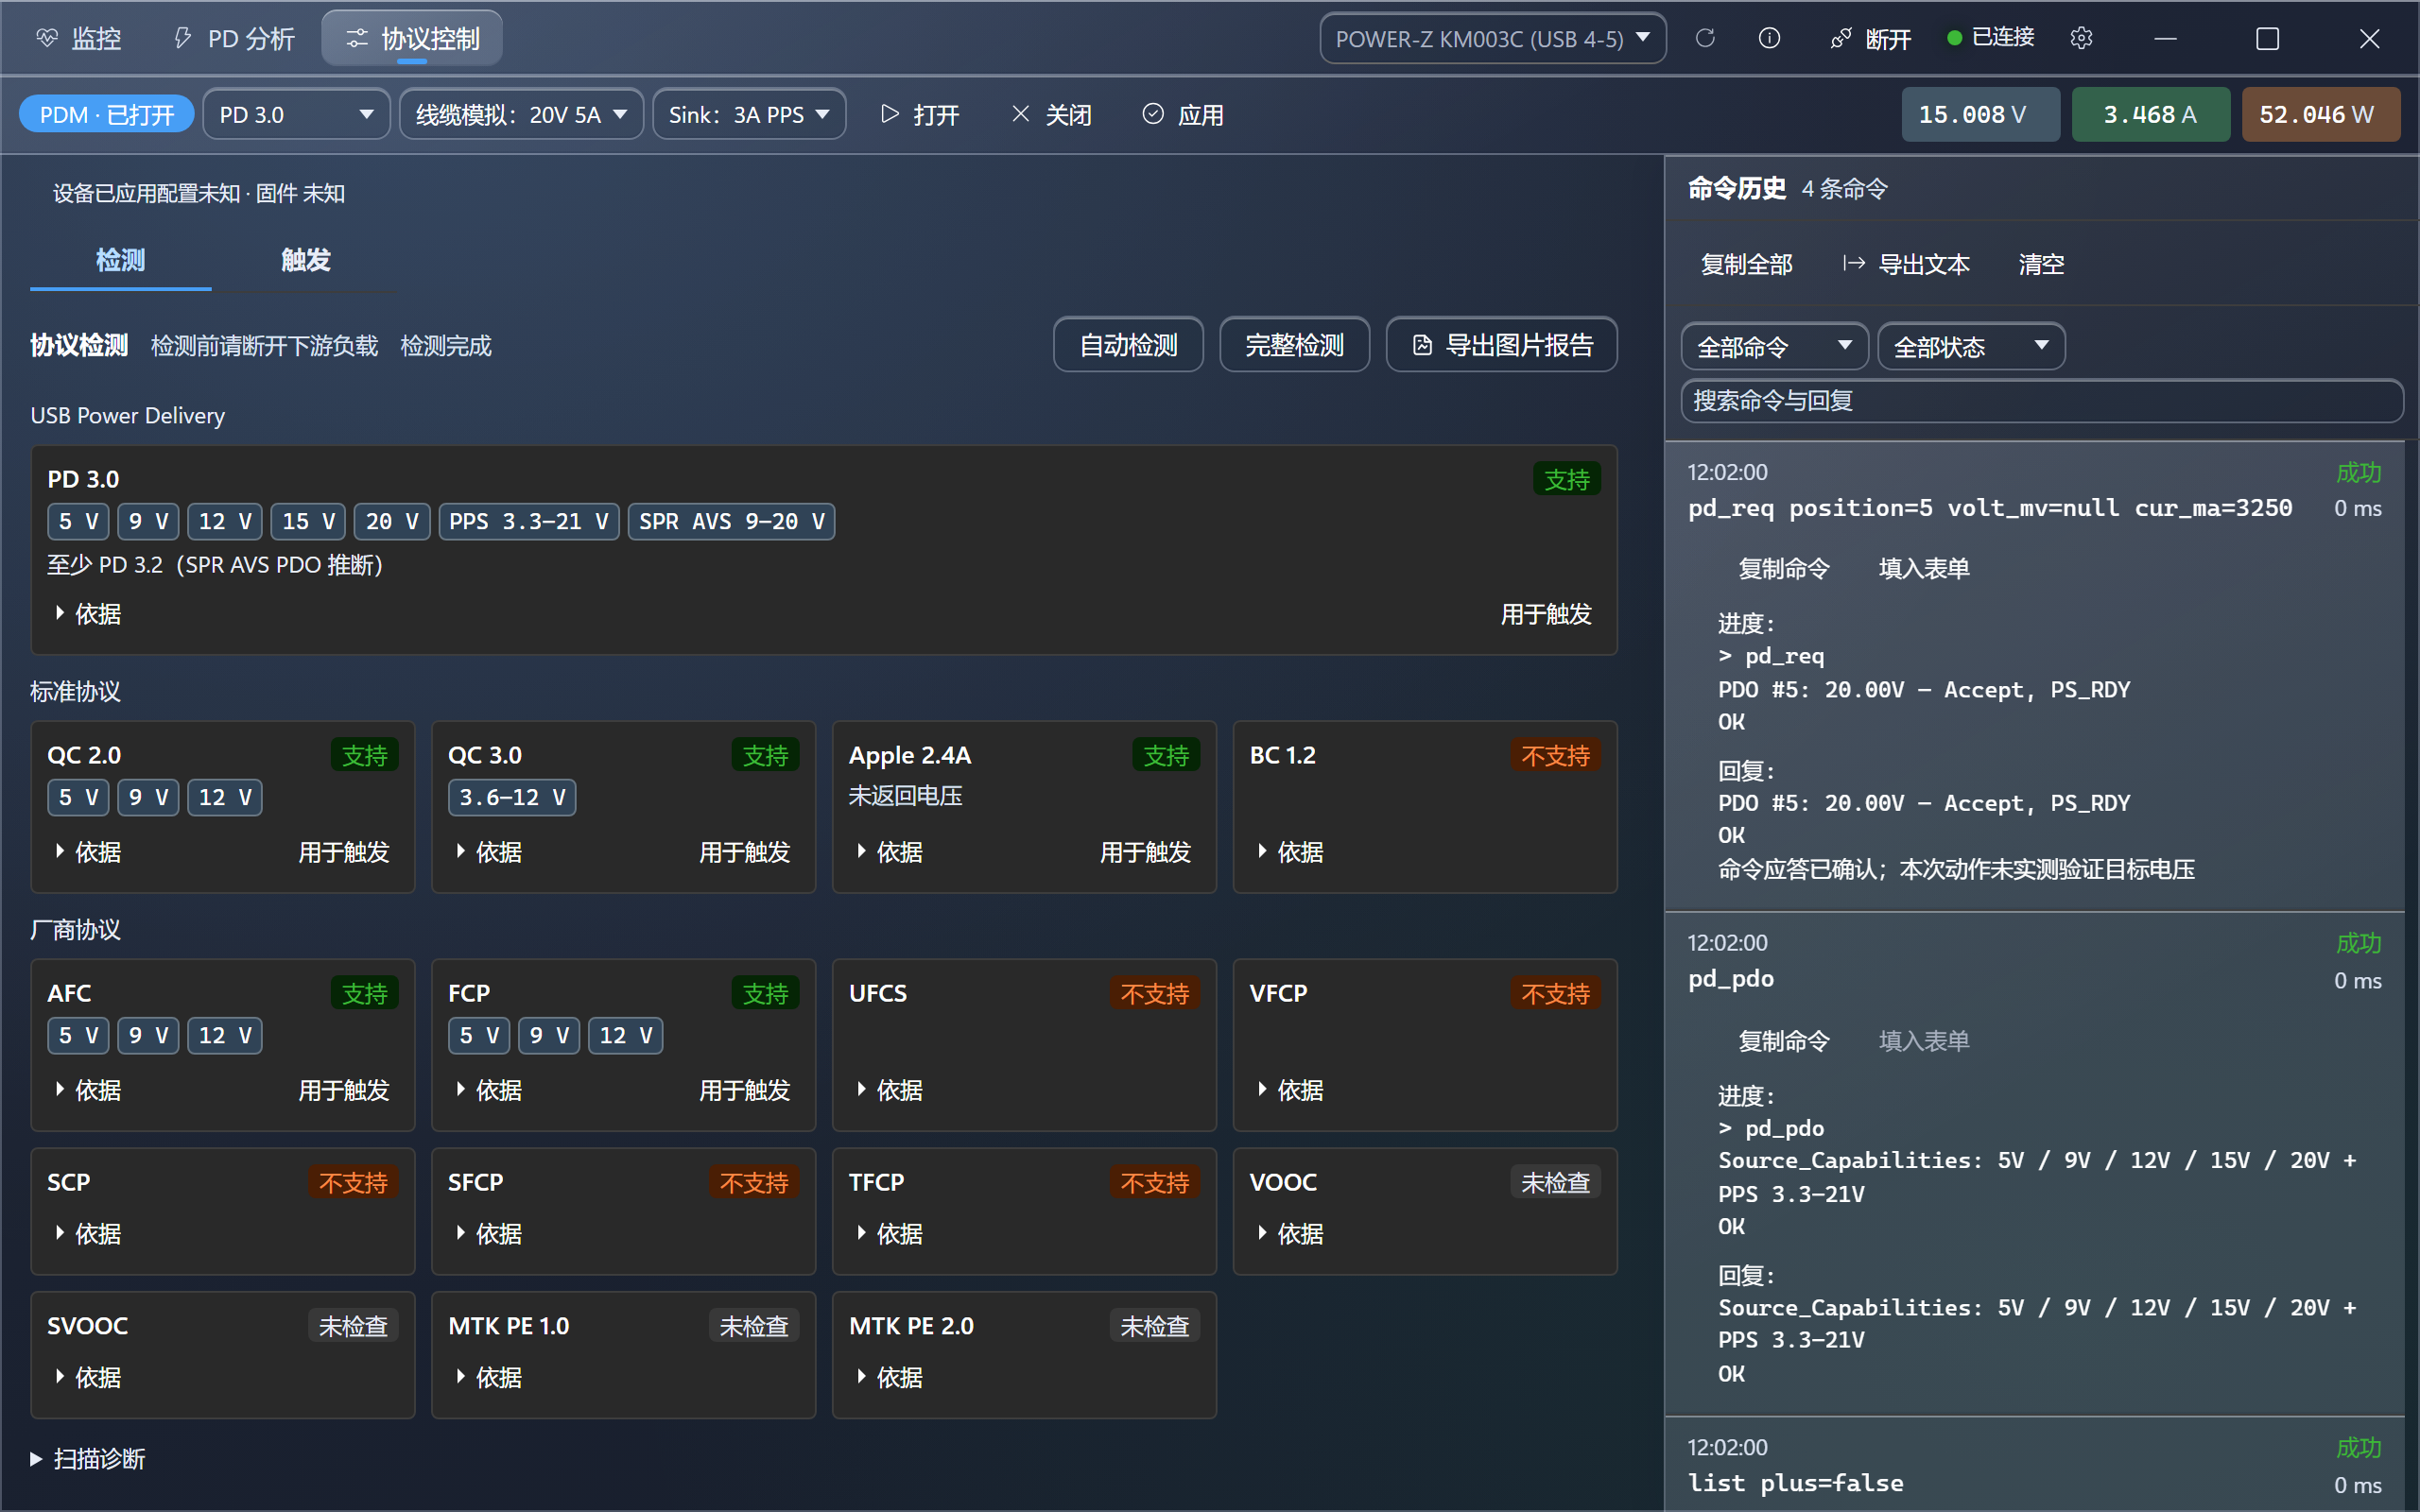 监控 PD 分析 协议控制 POWER-Z KM003C (USB 4-5) 断开 已连接
PDM · 已打开 PD 3.0 线缆模拟：20V 5A Sink：3A PPS 打开 关闭 应用 15.008 V 3.468 A 52.046 W
设备已应用配置未知 · 固件 未知
检测 触发
协议检测 检测前请断开下游负载 检测完成 自动检测 完整检测 导出图片报告
USB Power Delivery
PD 3.0 支持
5 V 9 V 12 V 15 V 20 V PPS 3.3–21 V SPR AVS 9–20 V
至少 PD 3.2（SPR AVS PDO 推断）
依据 用于触发
标准协议
QC 2.0 支持 QC 3.0 支持 Apple 2.4A 支持 BC 1.2 不支持
5 V 9 V 12 V 3.6–12 V 未返回电压
依据 用于触发 依据 用于触发 依据 用于触发 依据
厂商协议
AFC 支持 FCP 支持 UFCS 不支持 VFCP 不支持
5 V 9 V 12 V 5 V 9 V 12 V
依据 用于触发 依据 用于触发 依据 依据
SCP 不支持 SFCP 不支持 TFCP 不支持 VOOC 未检查
依据 依据 依据 依据
SVOOC 未检查 MTK PE 1.0 未检查 MTK PE 2.0 未检查
依据 依据 依据
扫描诊断
命令历史 4 条命令
复制全部 导出文本 清空
全部命令 全部状态
搜索命令与回复
12:02:00 成功
pd_req position=5 volt_mv=null cur_ma=3250 0 ms
复制命令 填入表单
进度：
> pd_req
PDO #5: 20.00V — Accept, PS_RDY
OK
回复：
PDO #5: 20.00V — Accept, PS_RDY
OK
命令应答已确认；本次动作未实测验证目标电压
12:02:00 成功
pd_pdo 0 ms
复制命令 填入表单
进度：
> pd_pdo
Source_Capabilities: 5V / 9V / 12V / 15V / 20V +
PPS 3.3–21V
OK
回复：
Source_Capabilities: 5V / 9V / 12V / 15V / 20V +
PPS 3.3–21V
OK
12:02:00 成功
list plus=false 0 ms